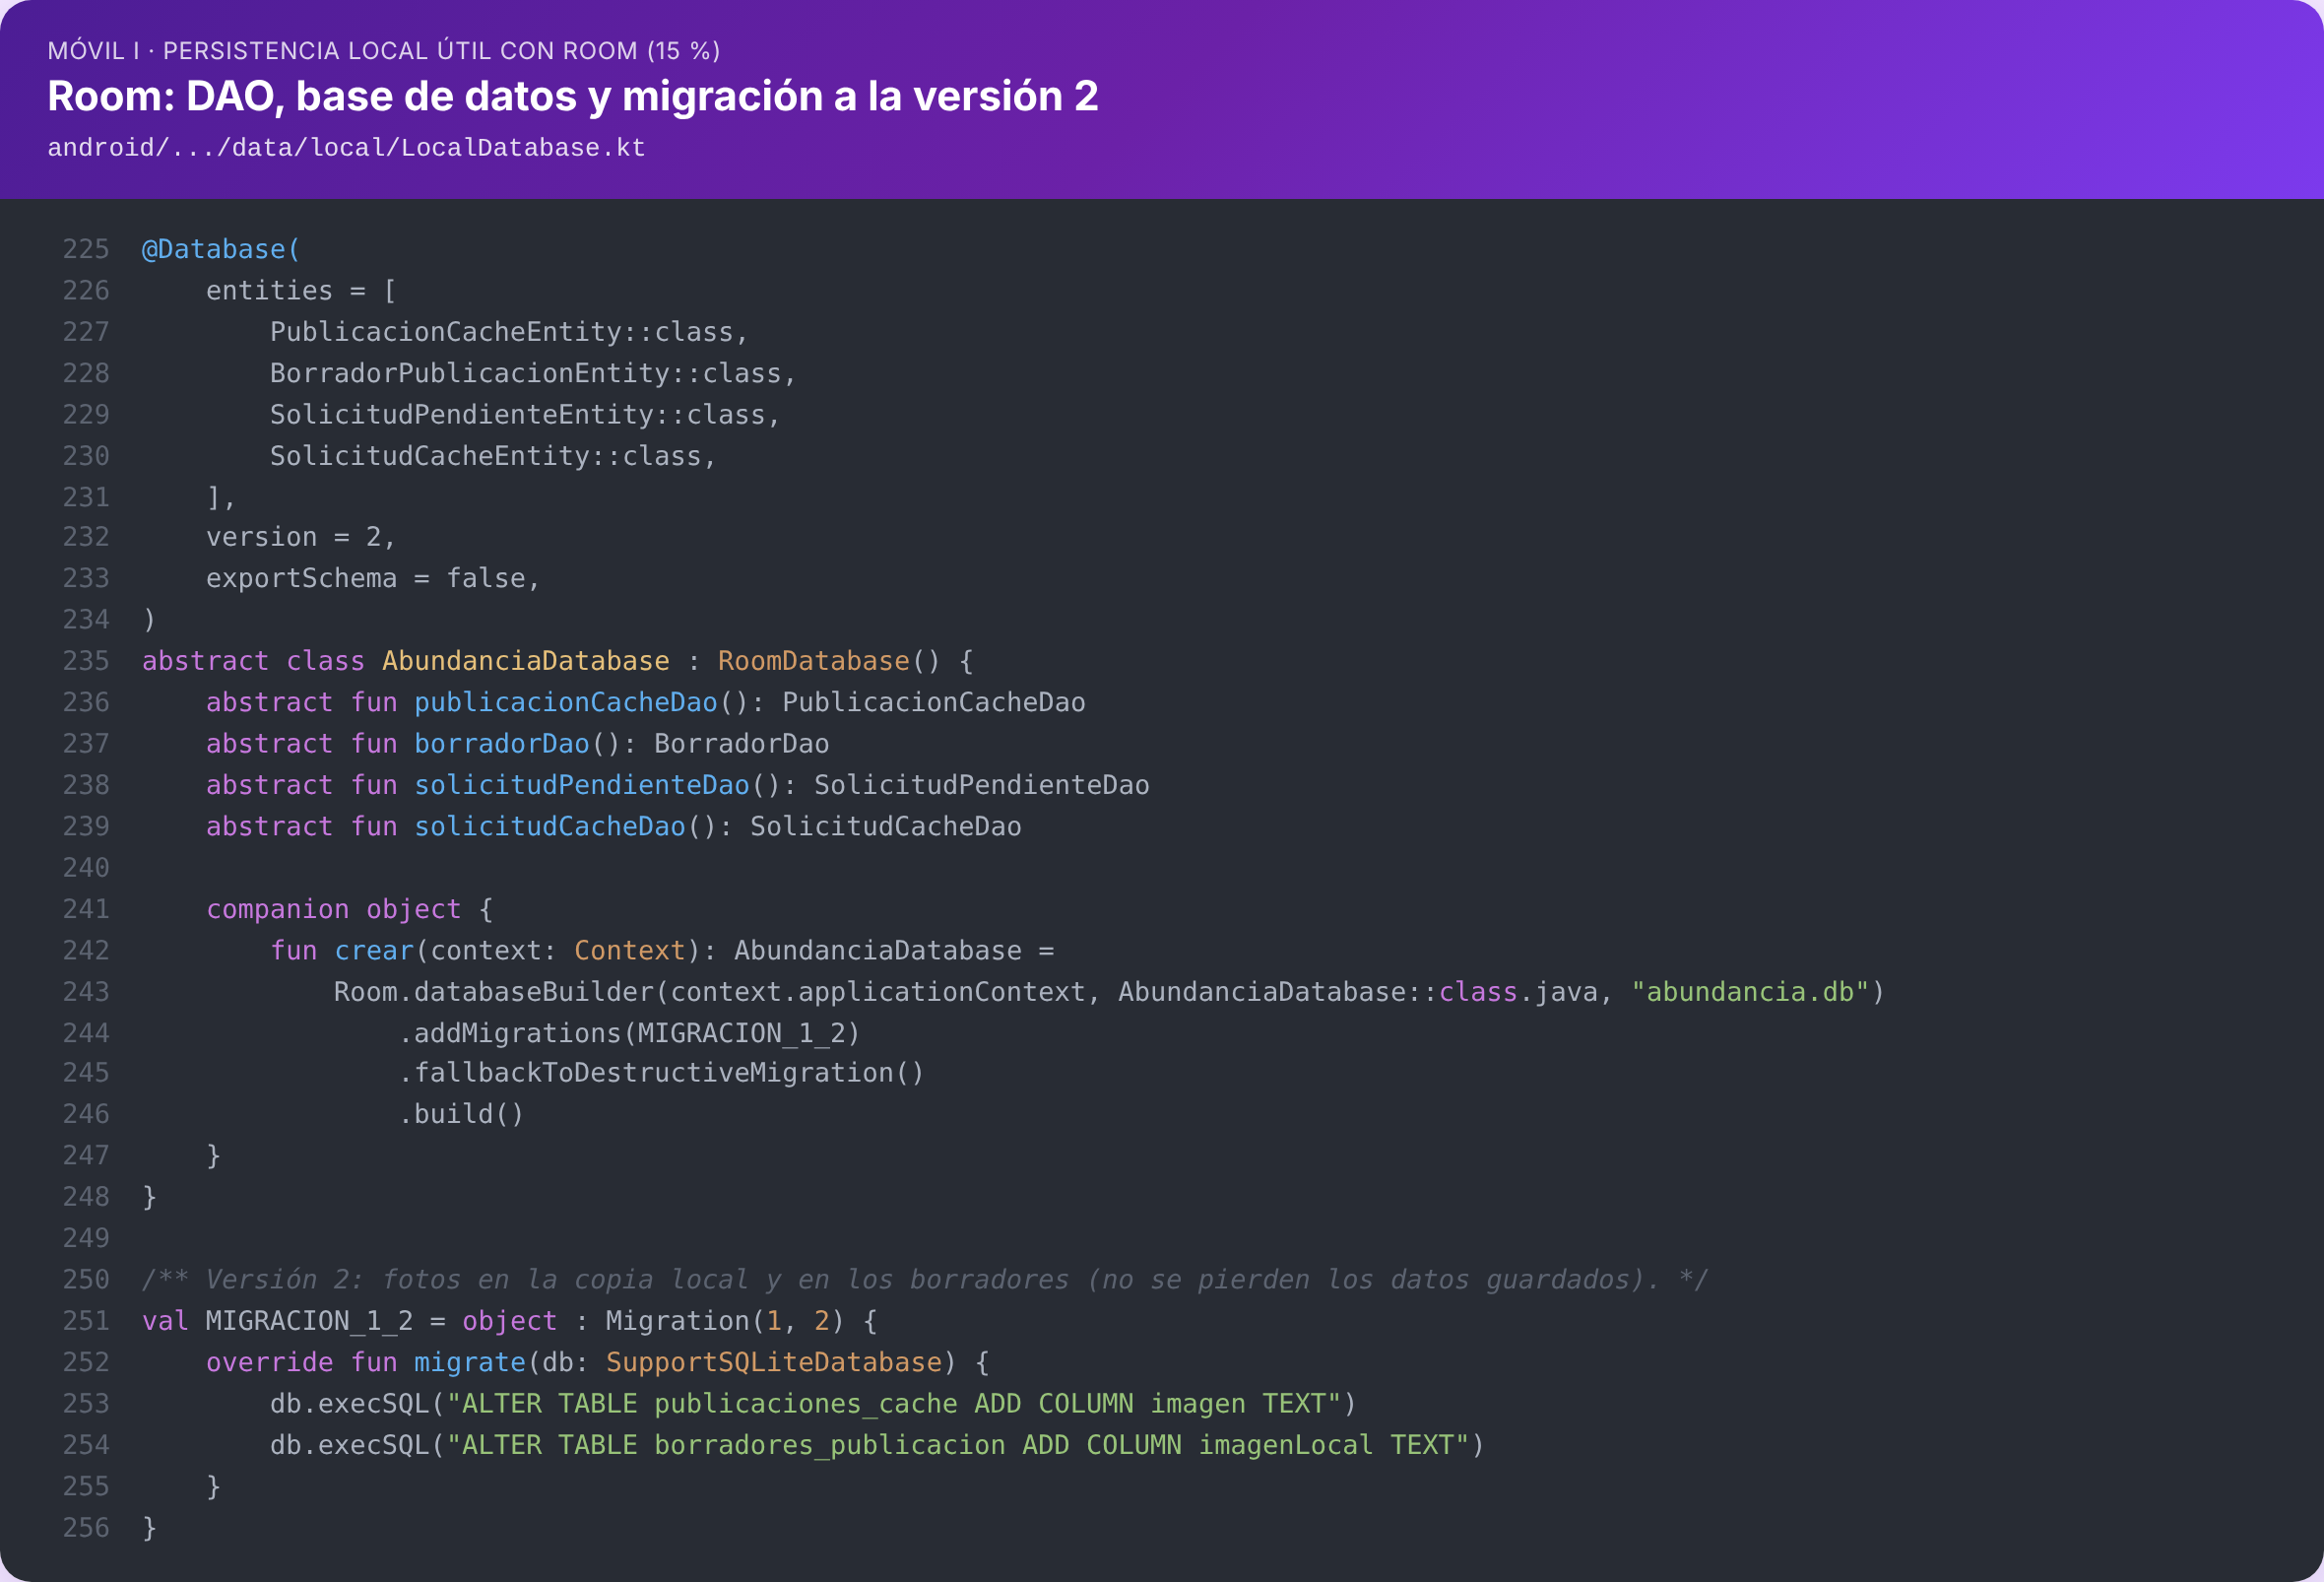 MÓVIL I · PERSISTENCIA LOCAL ÚTIL CON ROOM (15 %)
Room: DAO, base de datos y migración a la versión 2
android/.../data/local/LocalDatabase.kt
225 @Database(
226     entities = [
227         PublicacionCacheEntity::class,
228         BorradorPublicacionEntity::class,
229         SolicitudPendienteEntity::class,
230         SolicitudCacheEntity::class,
231     ],
232     version = 2,
233     exportSchema = false,
234 )
235 abstract class AbundanciaDatabase : RoomDatabase() {
236     abstract fun publicacionCacheDao(): PublicacionCacheDao
237     abstract fun borradorDao(): BorradorDao
238     abstract fun solicitudPendienteDao(): SolicitudPendienteDao
239     abstract fun solicitudCacheDao(): SolicitudCacheDao
240
241     companion object {
242         fun crear(context: Context): AbundanciaDatabase =
243             Room.databaseBuilder(context.applicationContext, AbundanciaDatabase::class.java, "abundancia.db")
244                 .addMigrations(MIGRACION_1_2)
245                 .fallbackToDestructiveMigration()
246                 .build()
247     }
248 }
249
250 /** Versión 2: fotos en la copia local y en los borradores (no se pierden los datos guardados). */
251 val MIGRACION_1_2 = object : Migration(1, 2) {
252     override fun migrate(db: SupportSQLiteDatabase) {
253         db.execSQL("ALTER TABLE publicaciones_cache ADD COLUMN imagen TEXT")
254         db.execSQL("ALTER TABLE borradores_publicacion ADD COLUMN imagenLocal TEXT")
255     }
256 }